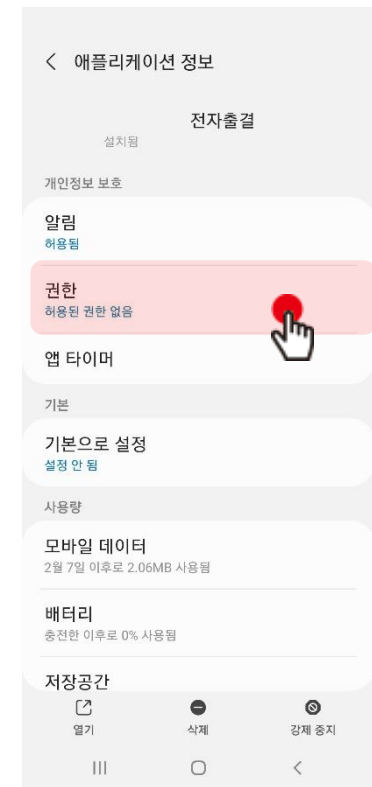 애플리케이션 정보
전자출결
설치됨
개인정보 보호
알림
허용됨
권한
허용된 권한 없음
앱 타이머
기본
기본으로 설정
설정 안 됨
사용량
모바일 데이터
2월 7일 이후로 2.06MB 사용됨
배터리
충전한 이후로 0% 사용됨
저장공간
열기 삭제 강제 중지